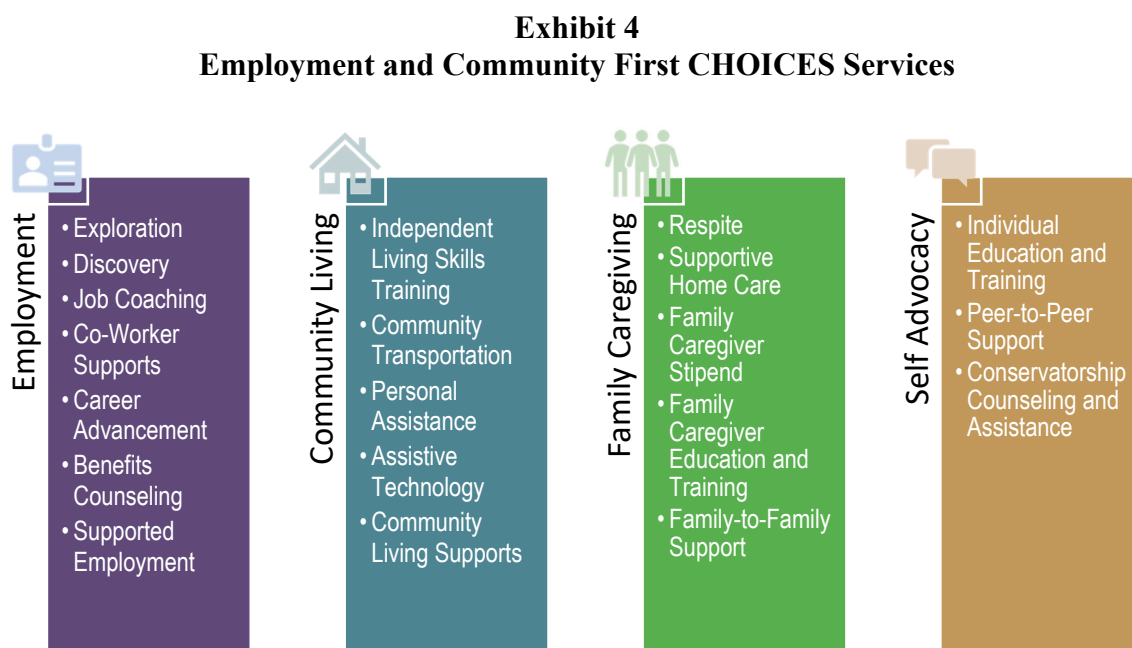 Exhibit 4
Employment and Community First CHOICES Services
Employment
• Exploration
• Discovery
• Job Coaching
• Co-Worker
Supports
• Career
Advancement
• Benefits
Counseling
• Supported
Employment
Community Living
• Independent
Living Skills
Training
• Community
Transportation
• Personal
Assistance
• Assistive
Technology
• Community
Living Supports
Family Caregiving
• Respite
• Supportive
Home Care
• Family
Caregiver
Stipend
• Family
Caregiver
Education and
Training
• Family-to-Family
Support
Self Advocacy
• Individual
Education and
Training
• Peer-to-Peer
Support
• Conservatorship
Counseling and
Assistance